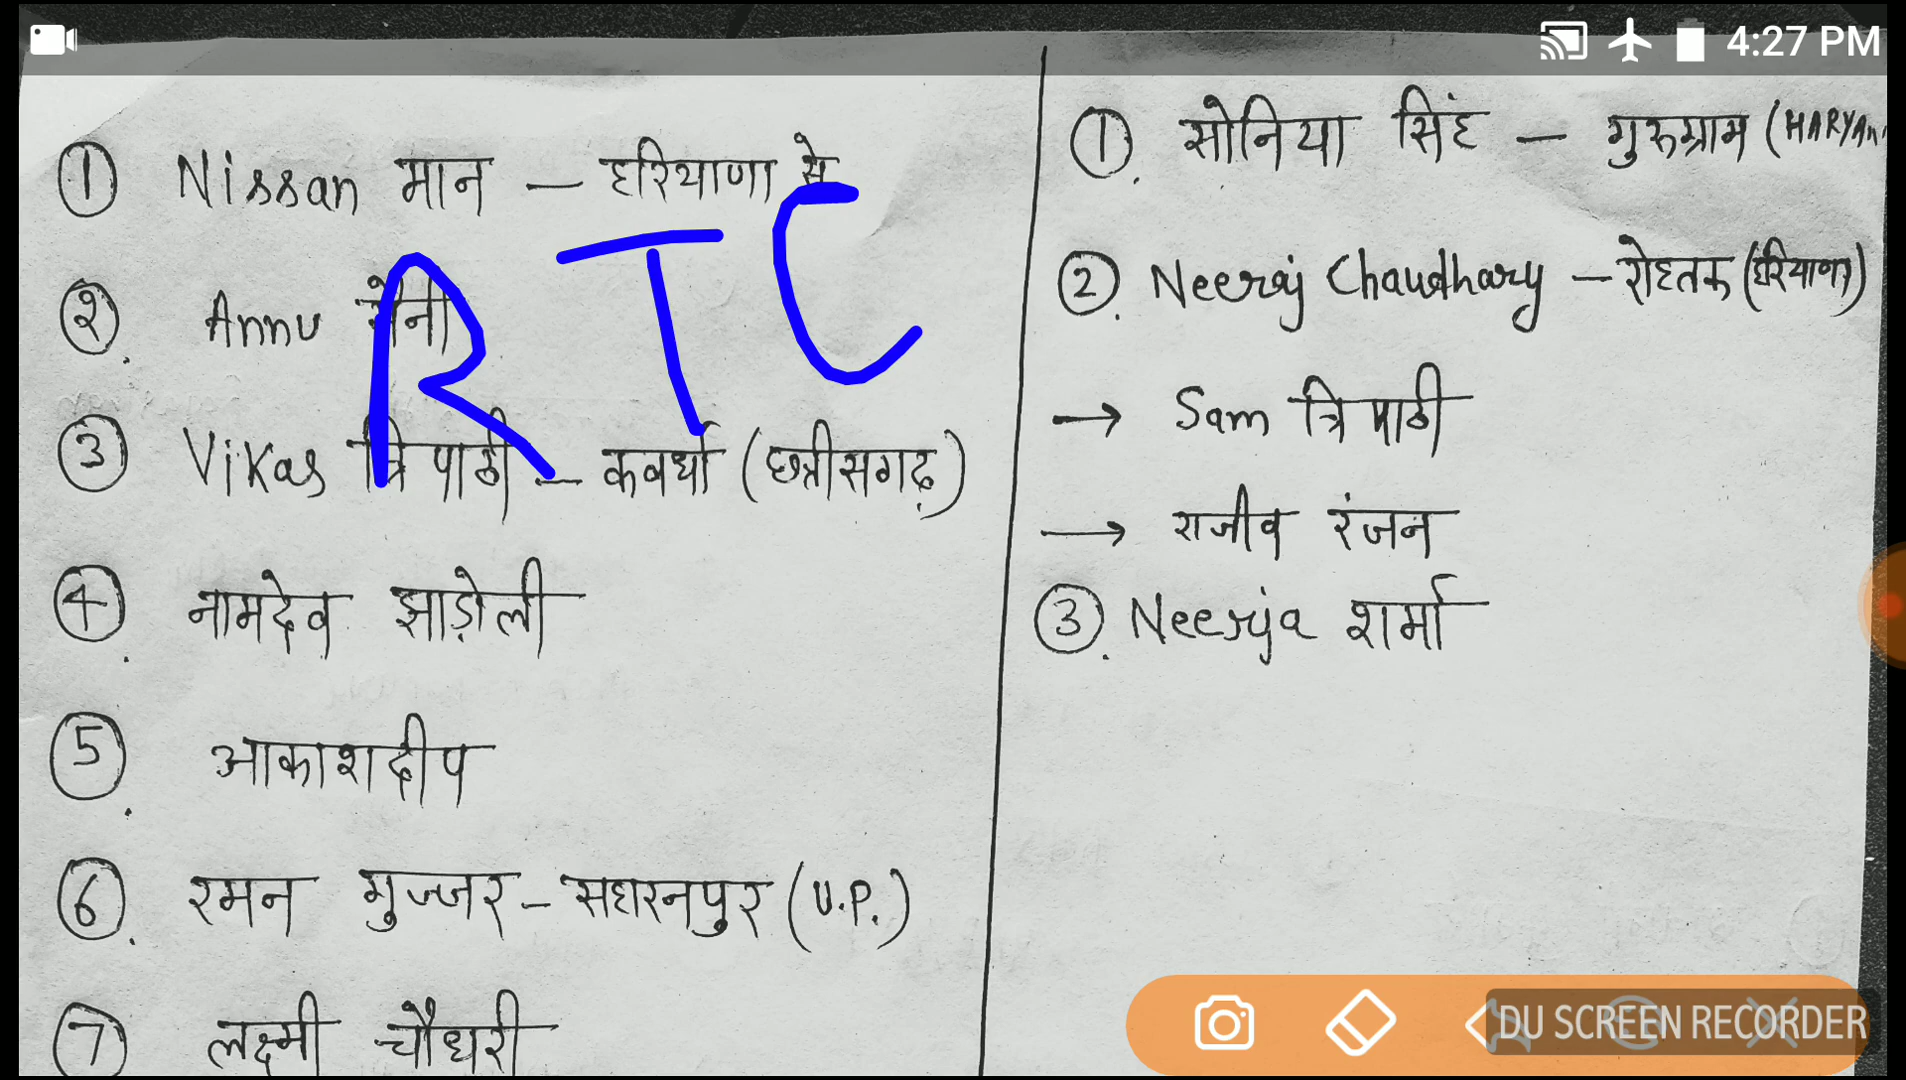 4:27 PM
① Nissan मान — हरियाणा से
② Annu सैनी
③ Vikas त्रिपाठी — कवर्धा (छत्तीसगढ़)
④ नामदेव झाड़ोली
⑤ आकाशदीप
⑥ रमन गुज्जर — सहारनपुर (U.P.)
⑦ लक्ष्मी चौधरी
RTC
① सोनिया सिंह — गुरुग्राम (HARYAN
② Neeraj Chaudhary — रोहतक (हरियाणा)
→ Sam त्रिपाठी
→ राजीव रंजन
③ Neerja शर्मा
DU SCREEN RECORDER